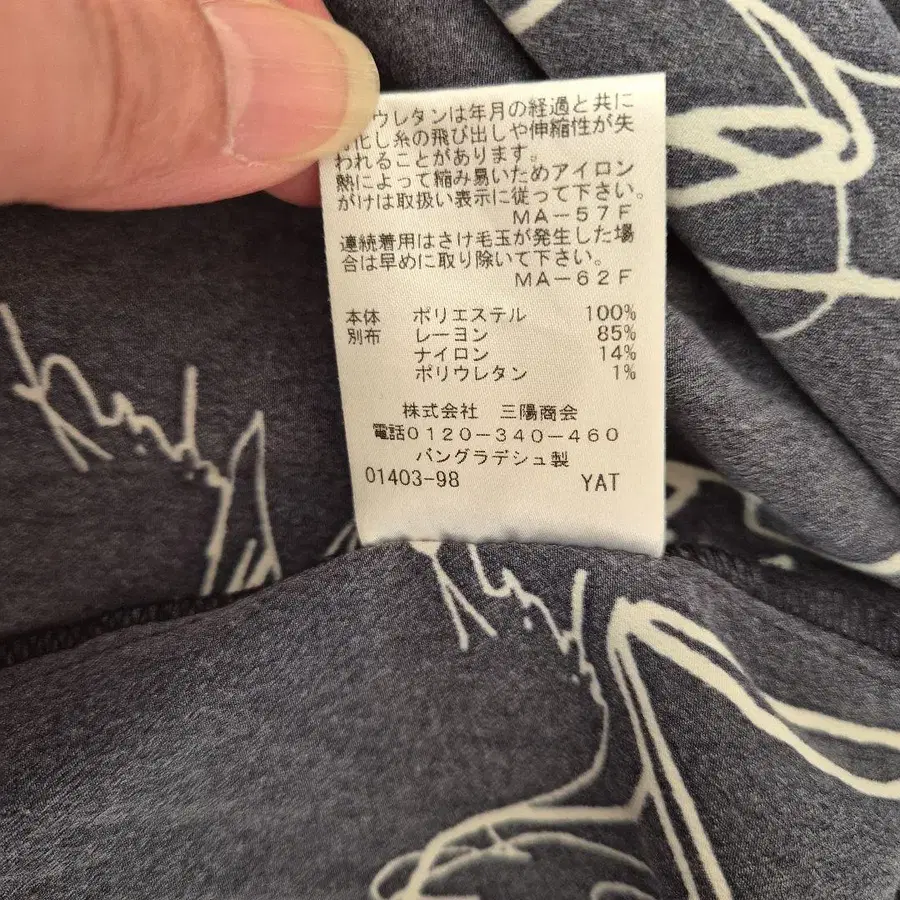 ウレタンは年月の経過と共に
化し糸の飛び出しや伸縮性が失
われることがあります。
熱によって縮み易いためアイロン
がけは取扱い表示に従って下さい。
MA－57F
連続着用はさけ毛玉が発生した場
合は早めに取り除いて下さい。
MA－62F
本体 ポリエステル 100%
別布 レーヨン 85%
ナイロン 14%
ポリウレタン 1%
株式会社 三陽商会
電話0120－340－460
バングラデシュ製
01403-98 YAT